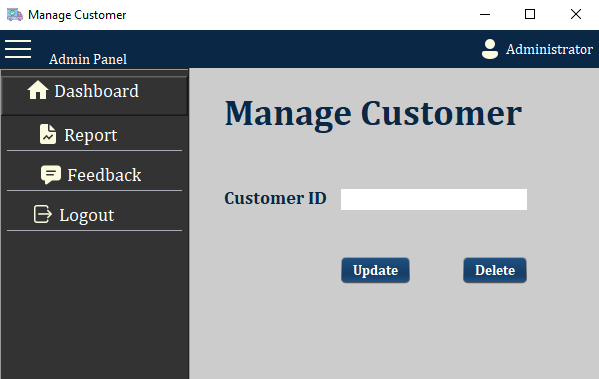 Manage Customer
Admin Panel
Administrator
Dashboard
Report
Feedback
Logout
Manage Customer
Customer ID
Update
Delete